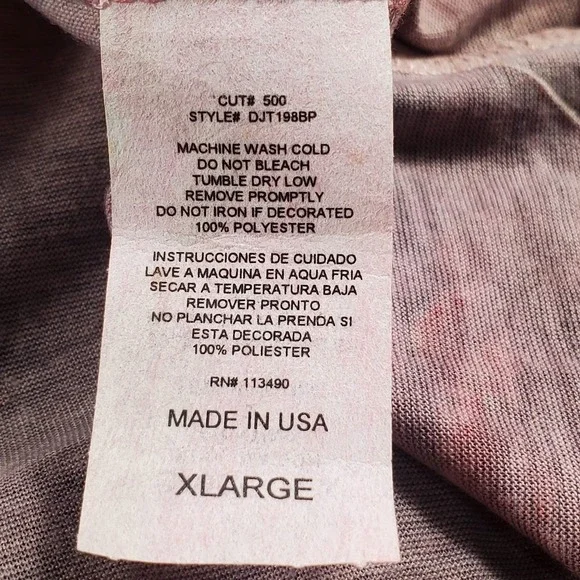 CUT# 500
STYLE# DJT198BP
MACHINE WASH COLD
DO NOT BLEACH
TUMBLE DRY LOW
REMOVE PROMPTLY
DO NOT IRON IF DECORATED
100% POLYESTER
INSTRUCCIONES DE CUIDADO
LAVE A MAQUINA EN AQUA FRIA
SECAR A TEMPERATURA BAJA
REMOVER PRONTO
NO PLANCHAR LA PRENDA SI
ESTA DECORADA
100% POLIESTER
RN# 113490
MADE IN USA
XLARGE